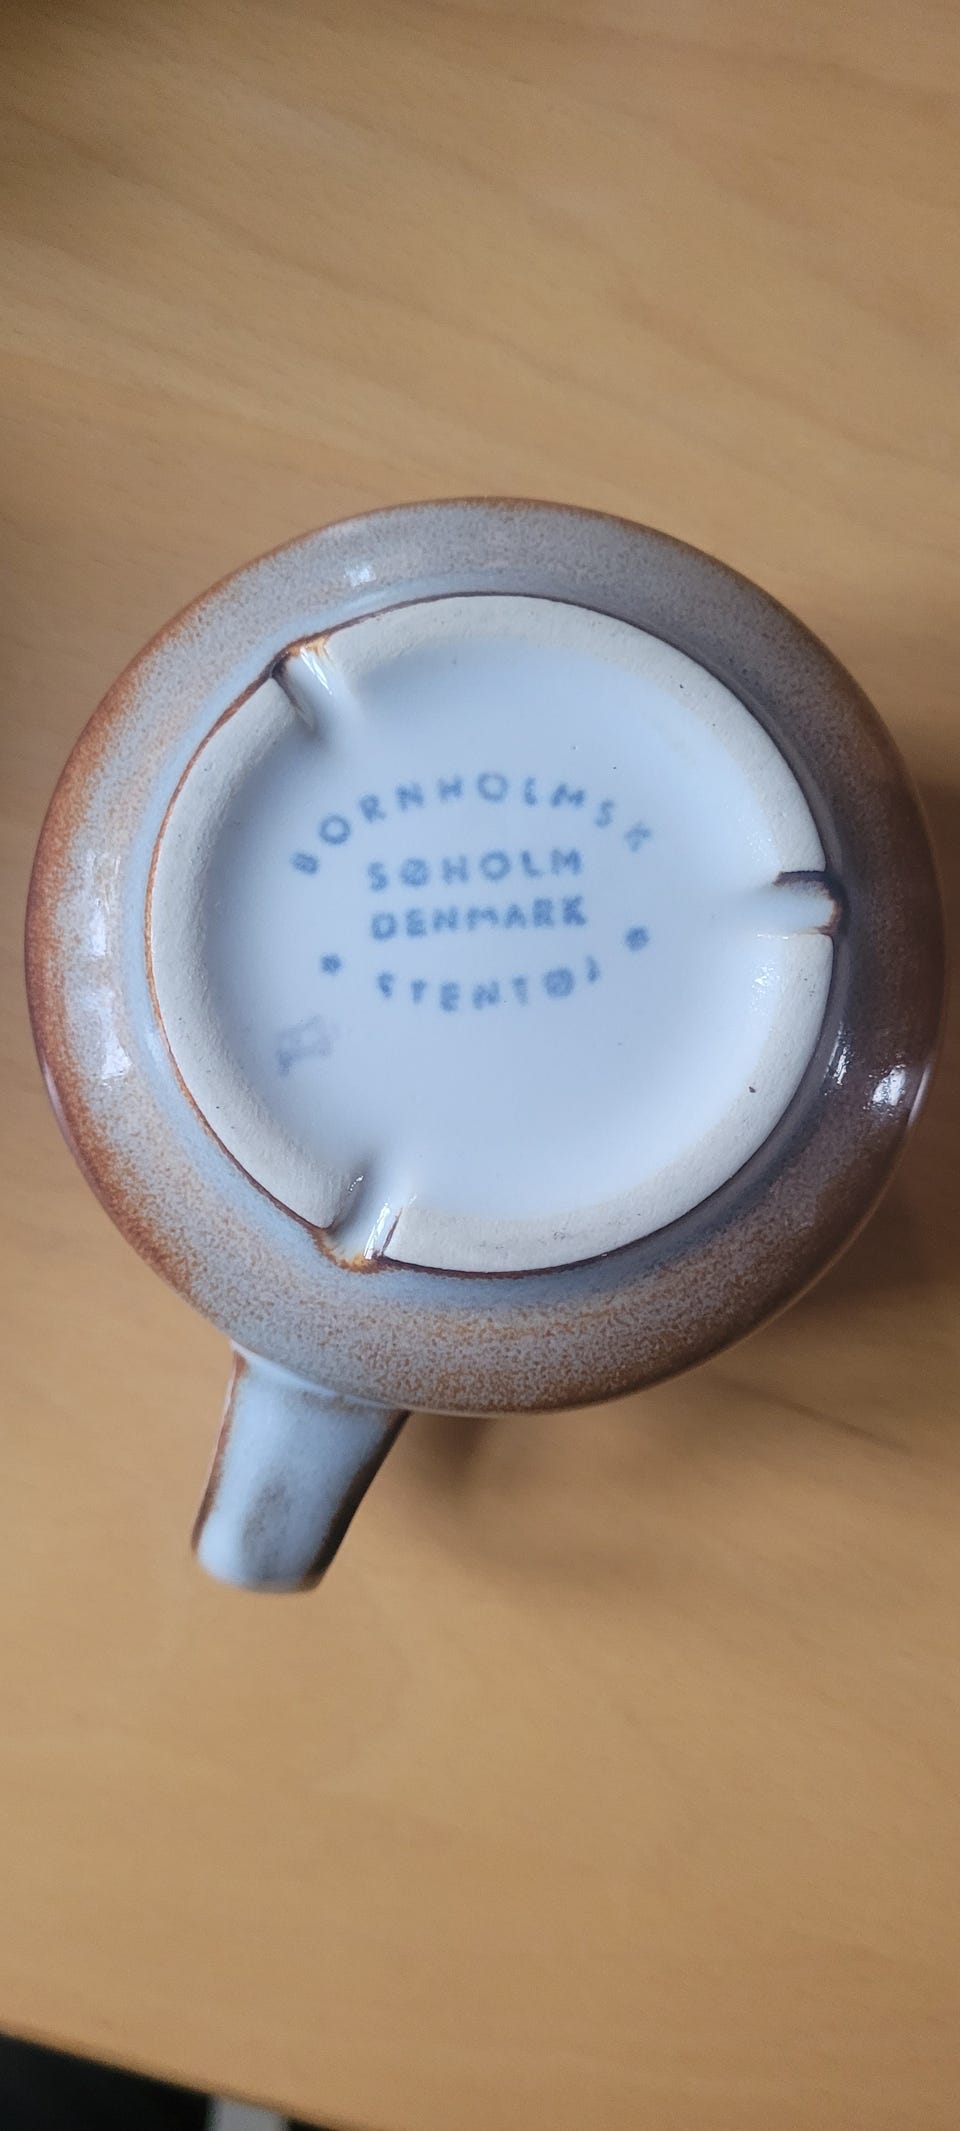 BORNHOLMSK
SØHOLM
DENMARK
* STENTØJ *